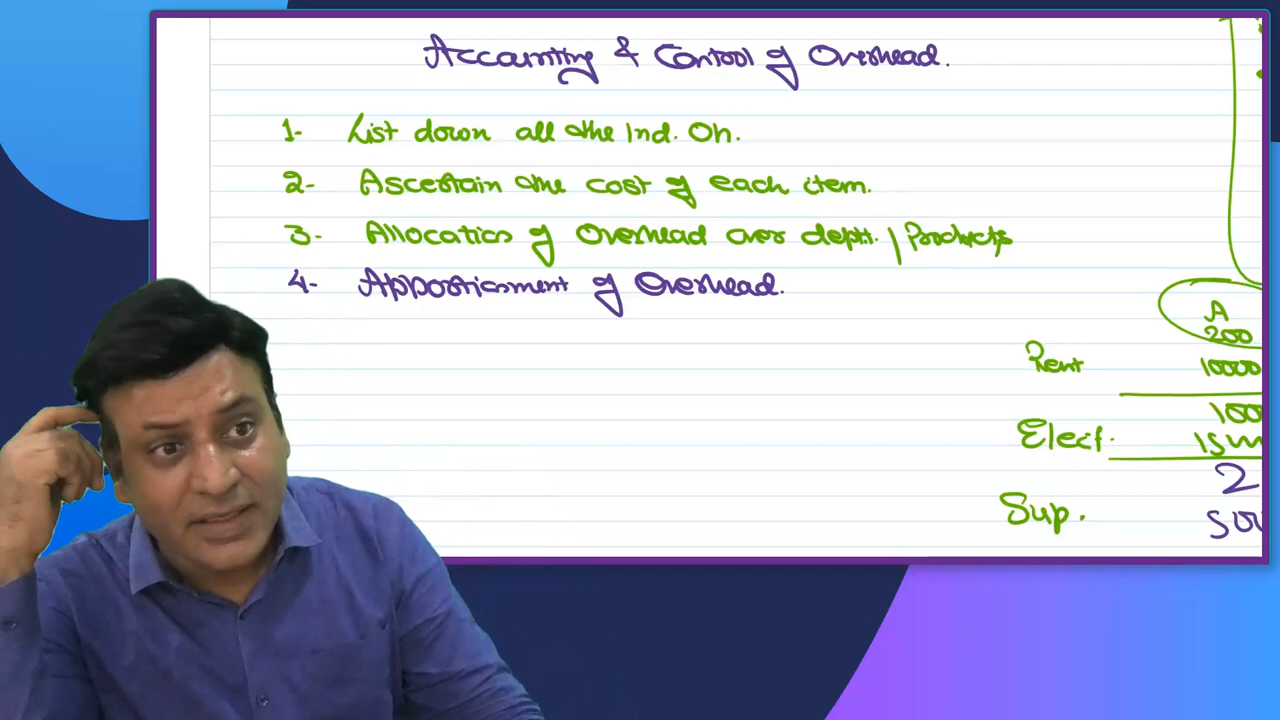 Accounting & Control of Overhead.
1- List down all the Ind. Oh.
2- Ascertain the cost of each item.
3- Allocation of Overhead over deptt. / Products
4- Apportionment of Overhead.
A
200
Rent 10000
100
Elect.
2
Sup.